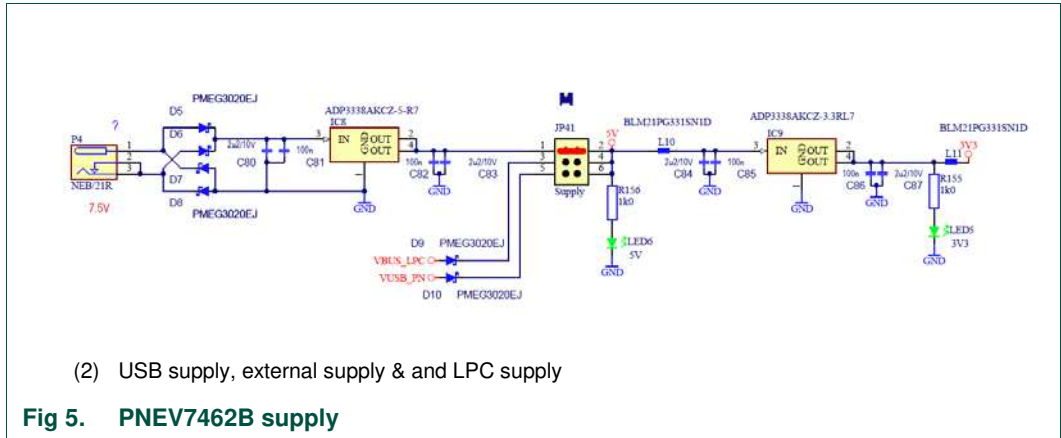 PMEG3020EJ
D5
ADP3338AKCZ-5-R7
ADP3338AKCZ-3.3RL7
?
D6
IC8
BLM21PG331SN1D
IC9
BLM21PG331SN1D
P4
JP41
5V
3V3
1
2
3
2u2/10V
3
IN
GND
OUT
OUT
2
4
1
2
L10
3
IN
GND
OUT
OUT
2
4
L11
C80
100n
C81
100n
2u2/10V
3
4
2u2/10V
100n
100n
2u2/10V
R155
1k0
D7
C82
C83
5
6
C84
C85
C86
C87
NEB/21R
1
GND
Supply
R156
1k0
GND
1
7.5V
D8
PMEG3020EJ
GND
GND
GND
LED5
3V3
D9
PMEG3020EJ
LED6
5V
VBUS_LPC
GND
GND
VUSB_PN
D10
PMEG3020EJ
(2) USB supply, external supply & and LPC supply
Fig 5. PNEV7462B supply